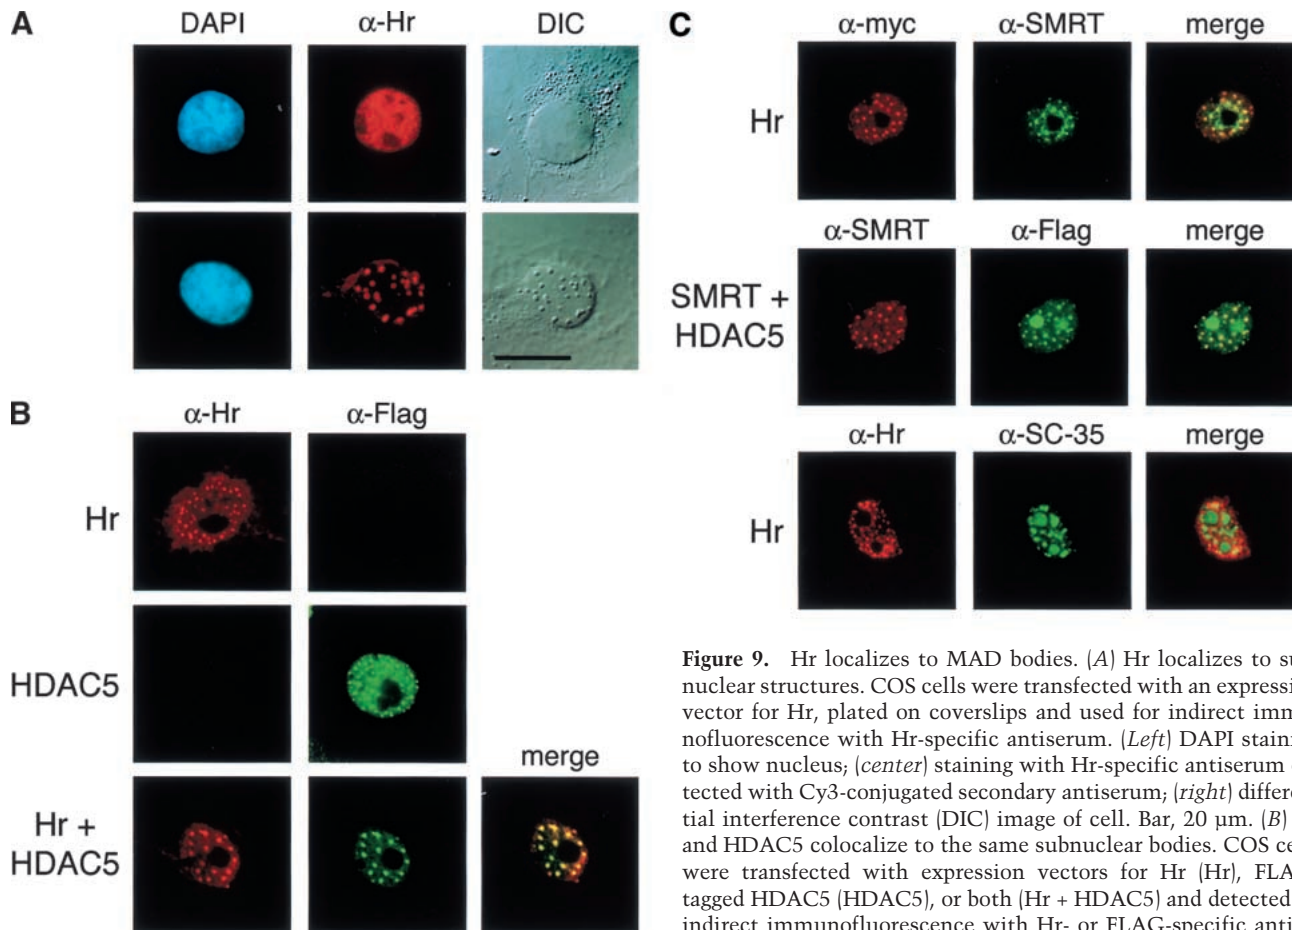 A
DAPI α-Hr DIC
B
α-Hr α-Flag
Hr
HDAC5
merge
Hr +
HDAC5
C
α-myc α-SMRT merge
Hr
α-SMRT α-Flag merge
SMRT +
HDAC5
α-Hr α-SC-35 merge
Hr
Figure 9. Hr localizes to MAD bodies. (A) Hr localizes to su
nuclear structures. COS cells were transfected with an expressi
vector for Hr, plated on coverslips and used for indirect imm
nofluorescence with Hr-specific antiserum. (Left) DAPI staini
to show nucleus; (center) staining with Hr-specific antiserum
tected with Cy3-conjugated secondary antiserum; (right) differe
tial interference contrast (DIC) image of cell. Bar, 20 μm. (B)
and HDAC5 colocalize to the same subnuclear bodies. COS ce
were transfected with expression vectors for Hr (Hr), FLA
tagged HDAC5 (HDAC5), or both (Hr + HDAC5) and detected
indirect immunofluorescence with Hr- or FLAG-specific anti